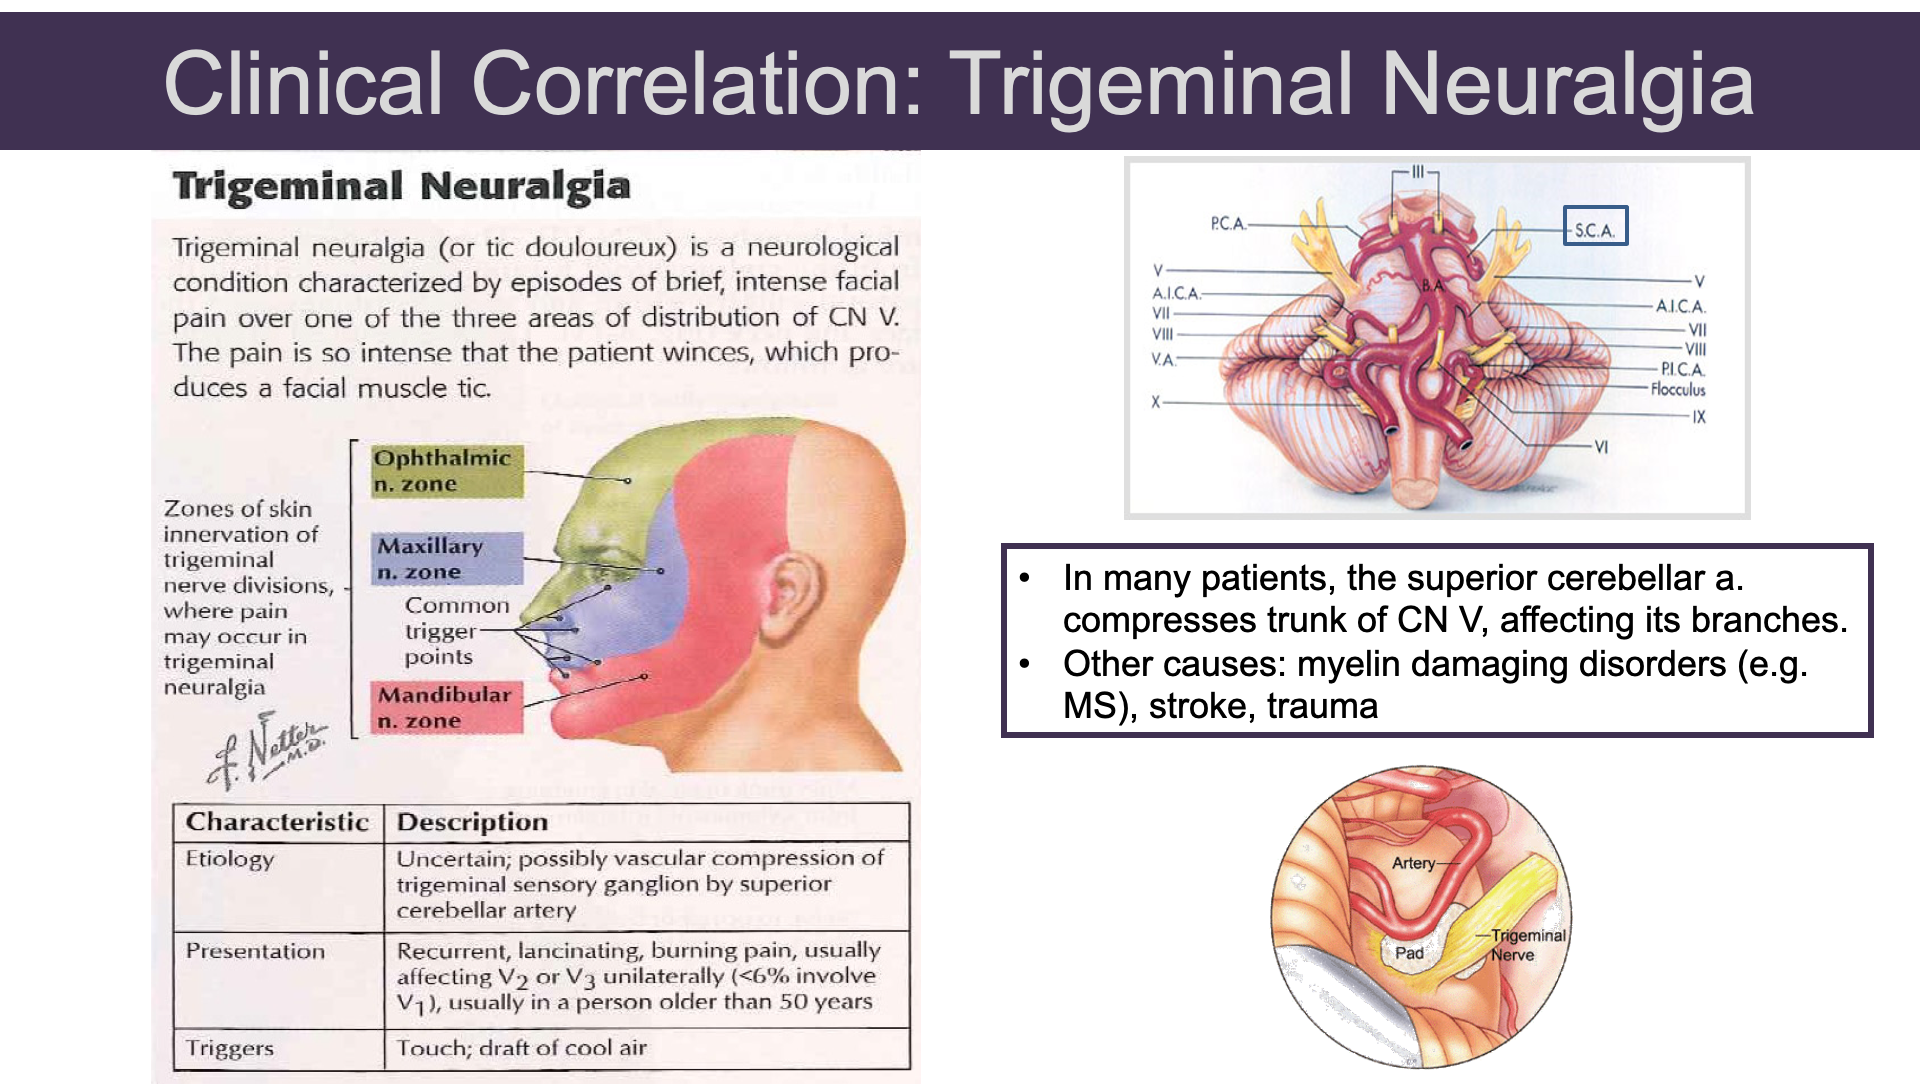 Clinical Correlation: Trigeminal Neuralgia
Trigeminal Neuralgia
Trigeminal neuralgia (or tic douloureux) is a neurological
condition characterized by episodes of brief, intense facial
pain over one of the three areas of distribution of CN V.
The pain is so intense that the patient winces, which pro-
duces a facial muscle tic.
Ophthalmic
n. zone
Zones of skin
innervation of
trigeminal
nerve divisions,
where pain
may occur in
trigeminal
neuralgia
Maxillary
n. zone
Common
trigger
points
Mandibular
n. zone
F. Netter
M.D.
Characteristic Description
Etiology Uncertain; possibly vascular compression of
trigeminal sensory ganglion by superior
cerebellar artery
Presentation Recurrent, lancinating, burning pain, usually
affecting V2 or V3 unilaterally (<6% involve
V1), usually in a person older than 50 years
Triggers Touch; draft of cool air
III
P.C.A.
S.C.A.
V
A.I.C.A.
VII
VIII
V.A.
X
B.A.
V
A.I.C.A.
VII
VIII
P.I.C.A.
Flocculus
IX
VI
• In many patients, the superior cerebellar a.
compresses trunk of CN V, affecting its branches.
• Other causes: myelin damaging disorders (e.g.
MS), stroke, trauma
Artery
Pad
Trigeminal
Nerve